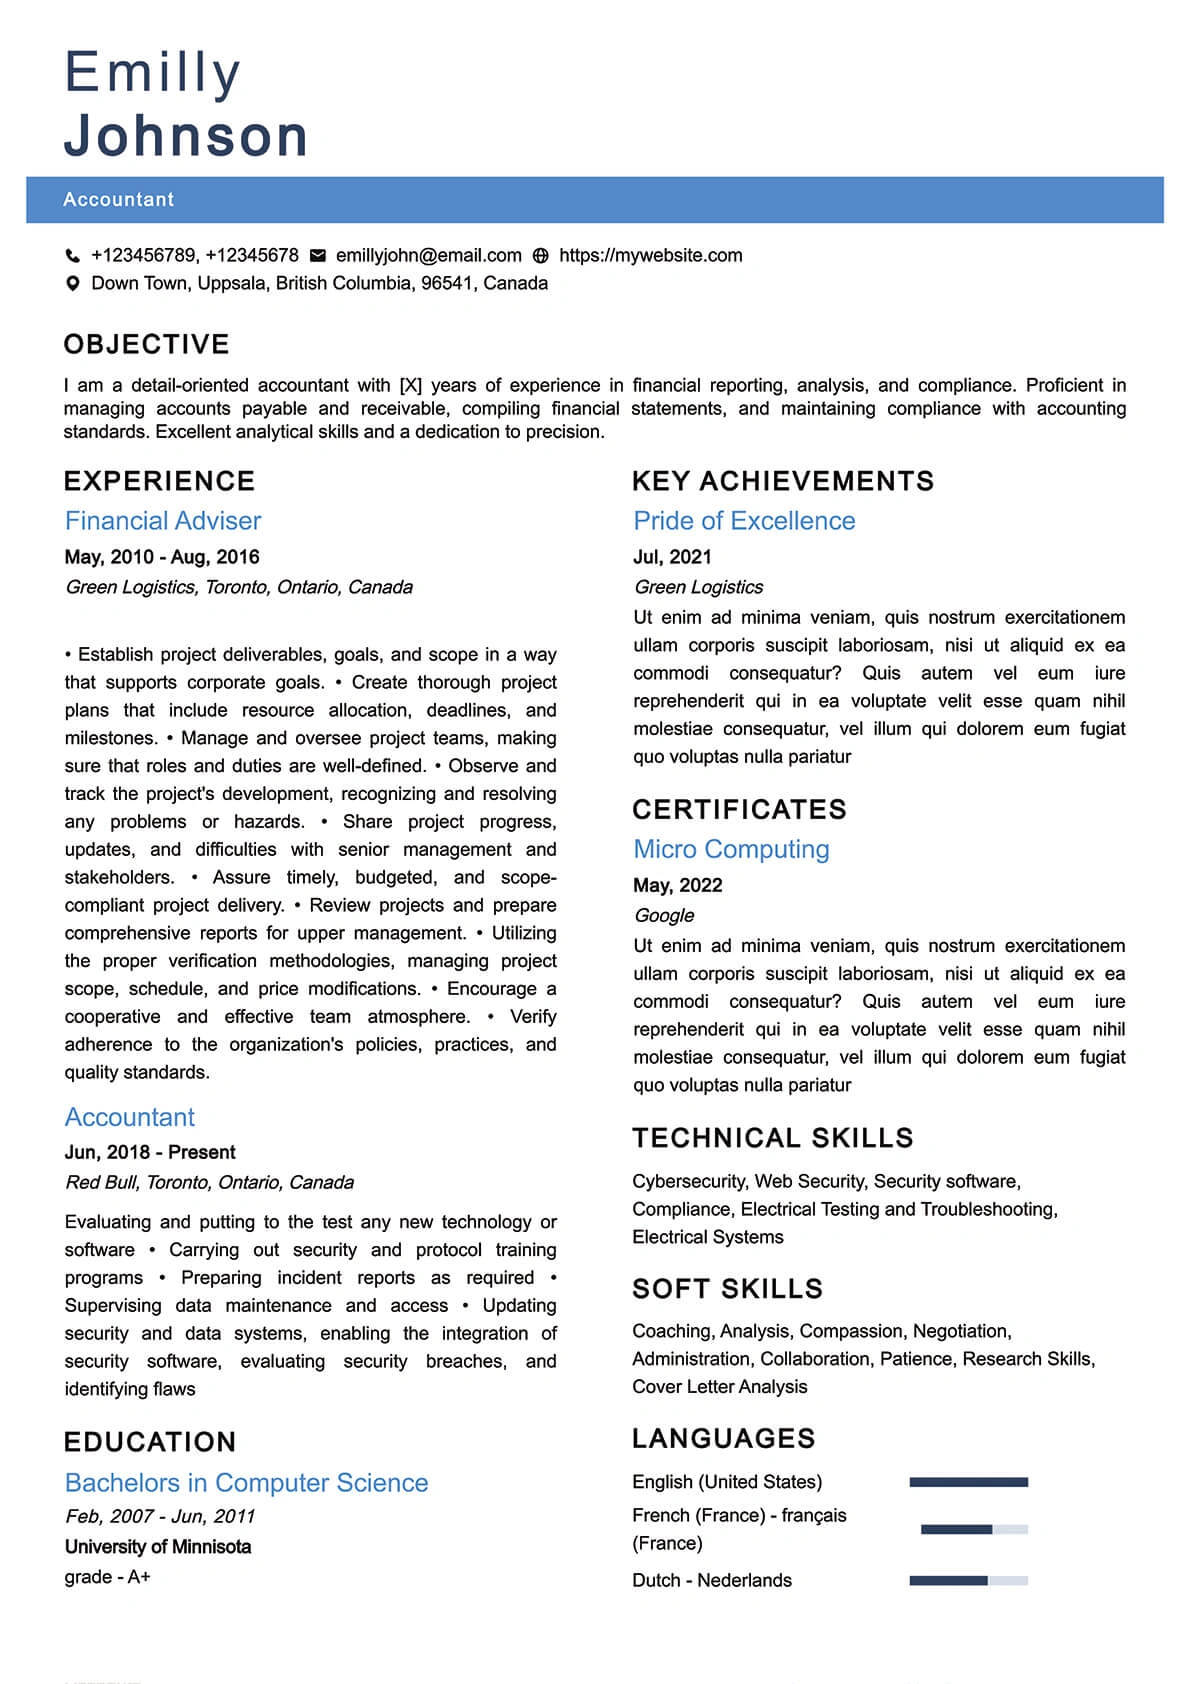 Emilly
Johnson
Accountant
+123456789, +12345678 emillyjohn@email.com https://mywebsite.com
Down Town, Uppsala, British Columbia, 96541, Canada
OBJECTIVE
I am a detail-oriented accountant with [X] years of experience in financial reporting, analysis, and compliance. Proficient in
managing accounts payable and receivable, compiling financial statements, and maintaining compliance with accounting
standards. Excellent analytical skills and a dedication to precision.
EXPERIENCE
Financial Adviser
May, 2010 - Aug, 2016
Green Logistics, Toronto, Ontario, Canada
• Establish project deliverables, goals, and scope in a way
that supports corporate goals. • Create thorough project
plans that include resource allocation, deadlines, and
milestones. • Manage and oversee project teams, making
sure that roles and duties are well-defined. • Observe and
track the project's development, recognizing and resolving
any problems or hazards. • Share project progress,
updates, and difficulties with senior management and
stakeholders. • Assure timely, budgeted, and scope-
compliant project delivery. • Review projects and prepare
comprehensive reports for upper management. • Utilizing
the proper verification methodologies, managing project
scope, schedule, and price modifications. • Encourage a
cooperative and effective team atmosphere. • Verify
adherence to the organization's policies, practices, and
quality standards.
Accountant
Jun, 2018 - Present
Red Bull, Toronto, Ontario, Canada
Evaluating and putting to the test any new technology or
software • Carrying out security and protocol training
programs • Preparing incident reports as required •
Supervising data maintenance and access • Updating
security and data systems, enabling the integration of
security software, evaluating security breaches, and
identifying flaws
EDUCATION
Bachelors in Computer Science
Feb, 2007 - Jun, 2011
University of Minnisota
grade - A+
KEY ACHIEVEMENTS
Pride of Excellence
Jul, 2021
Green Logistics
Ut enim ad minima veniam, quis nostrum exercitationem
ullam corporis suscipit laboriosam, nisi ut aliquid ex ea
commodi consequatur? Quis autem vel eum iure
reprehenderit qui in ea voluptate velit esse quam nihil
molestiae consequatur, vel illum qui dolorem eum fugiat
quo voluptas nulla pariatur
CERTIFICATES
Micro Computing
May, 2022
Google
Ut enim ad minima veniam, quis nostrum exercitationem
ullam corporis suscipit laboriosam, nisi ut aliquid ex ea
commodi consequatur? Quis autem vel eum iure
reprehenderit qui in ea voluptate velit esse quam nihil
molestiae consequatur, vel illum qui dolorem eum fugiat
quo voluptas nulla pariatur
TECHNICAL SKILLS
Cybersecurity, Web Security, Security software,
Compliance, Electrical Testing and Troubleshooting,
Electrical Systems
SOFT SKILLS
Coaching, Analysis, Compassion, Negotiation,
Administration, Collaboration, Patience, Research Skills,
Cover Letter Analysis
LANGUAGES
English (United States)
French (France) - français
(France)
Dutch - Nederlands